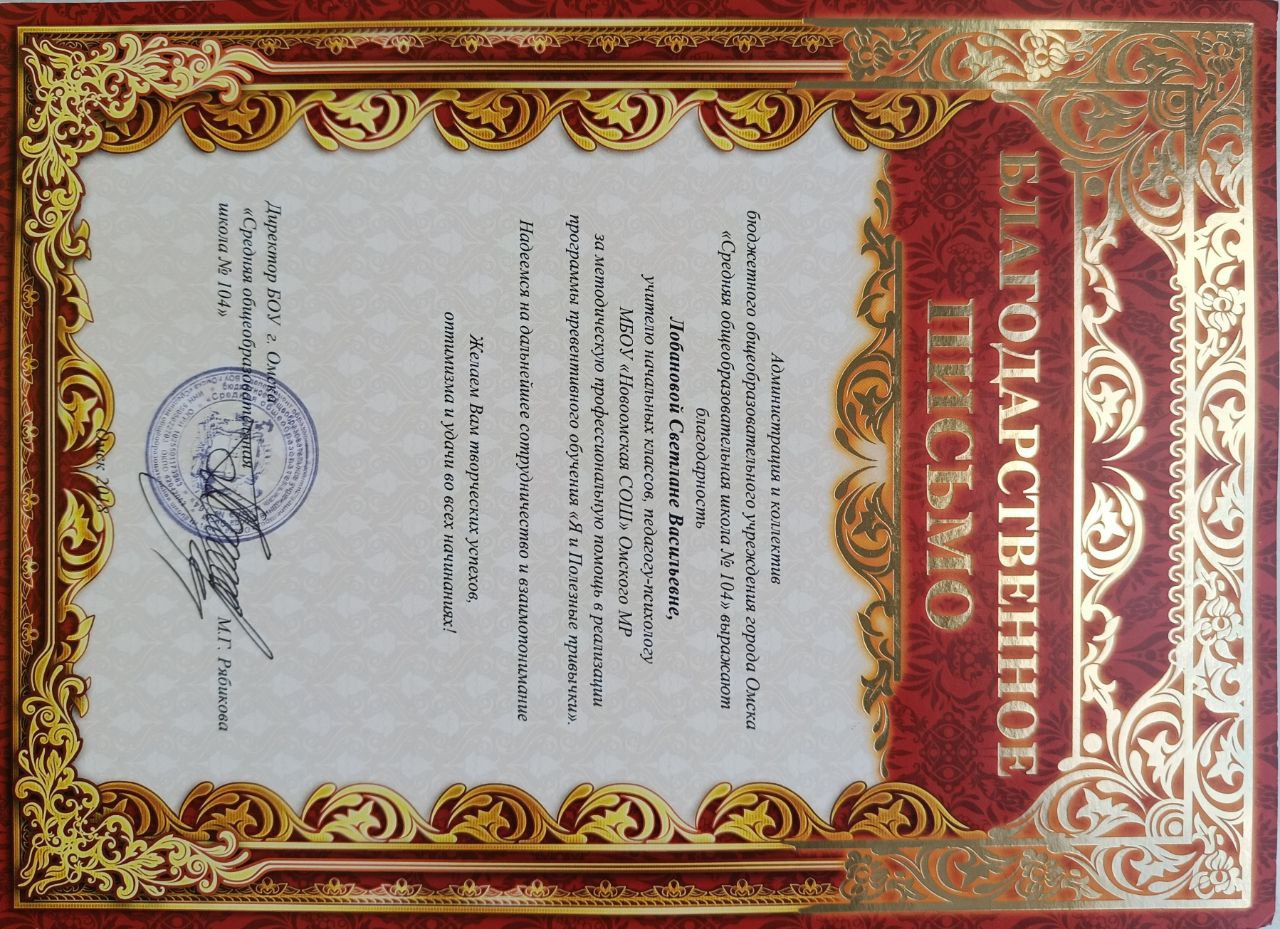 БЛАГОДАРСТВЕННОЕ
ПИСЬМО
Администрация и коллектив
бюджетного общеобразовательного учреждения города Омска
«Средняя общеобразовательная школа № 104» выражают
благодарность
Лобановой Светлане Васильевне,
учителю начальных классов, педагогу-психологу
МБОУ «Новоомская СОШ» Омского МР
за методическую профессиональную помощь в реализации
программы превентивного обучения «Я и Полезные привычки».
Надеемся на дальнейшее сотрудничество и взаимопонимание
Желаем Вам творческих успехов,
оптимизма и удачи во всех начинаниях!
Директор БОУ г. Омска
«Средняя общеобразовательная
школа № 104»
М.Г. Рябикова
Омск 2018